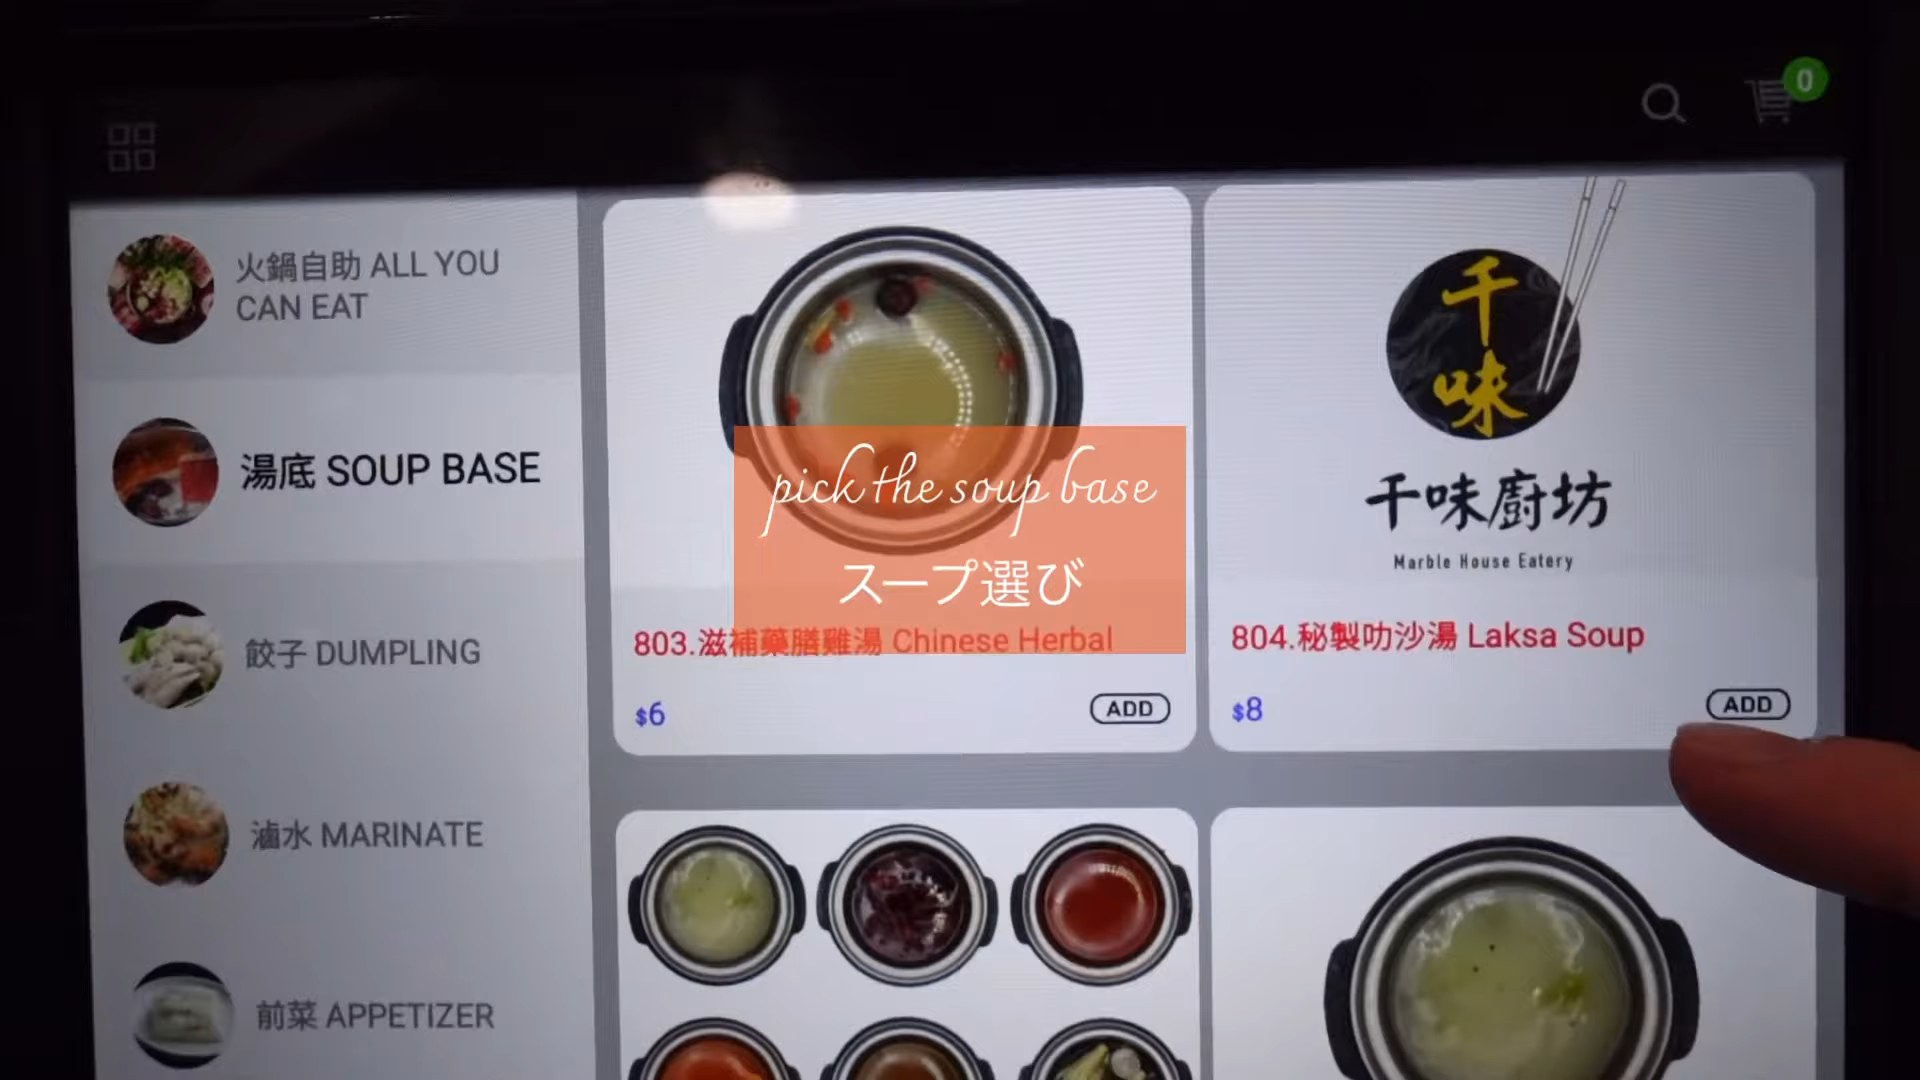 0
火鍋自助 ALL YOU
CAN EAT
湯底 SOUP BASE
餃子 DUMPLING
滷水 MARINATE
前菜 APPETIZER
pick the soup base
スープ選び
803.滋補藥膳雞湯 Chinese Herbal
$6
ADD
千味
千味廚坊
Marble House Eatery
804.秘製叻沙湯 Laksa Soup
$8
ADD